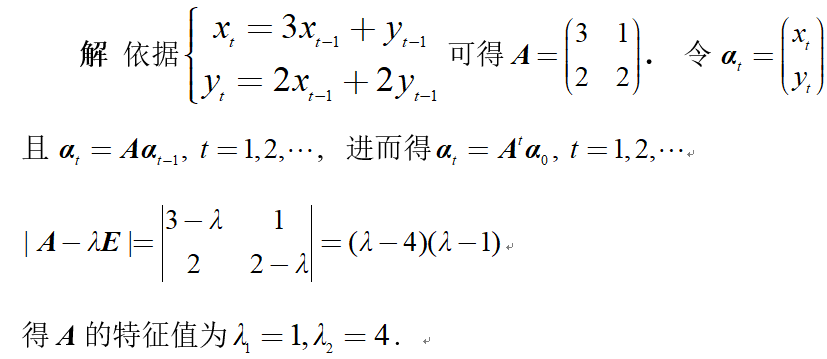 解 依据 { x_t = 3x_{t-1} + y_{t-1} ; y_t = 2x_{t-1} + 2y_{t-1} 可得 A = (3 1 ; 2 2). 令 α_t = (x_t ; y_t)
且 α_t = Aα_{t-1}, t = 1,2,⋯, 进而得 α_t = A^t α_0, t = 1,2,⋯
| A − λE |= |3−λ 1 ; 2 2−λ| = (λ−4)(λ−1)
得 A 的特征值为 λ_1 = 1, λ_2 = 4.